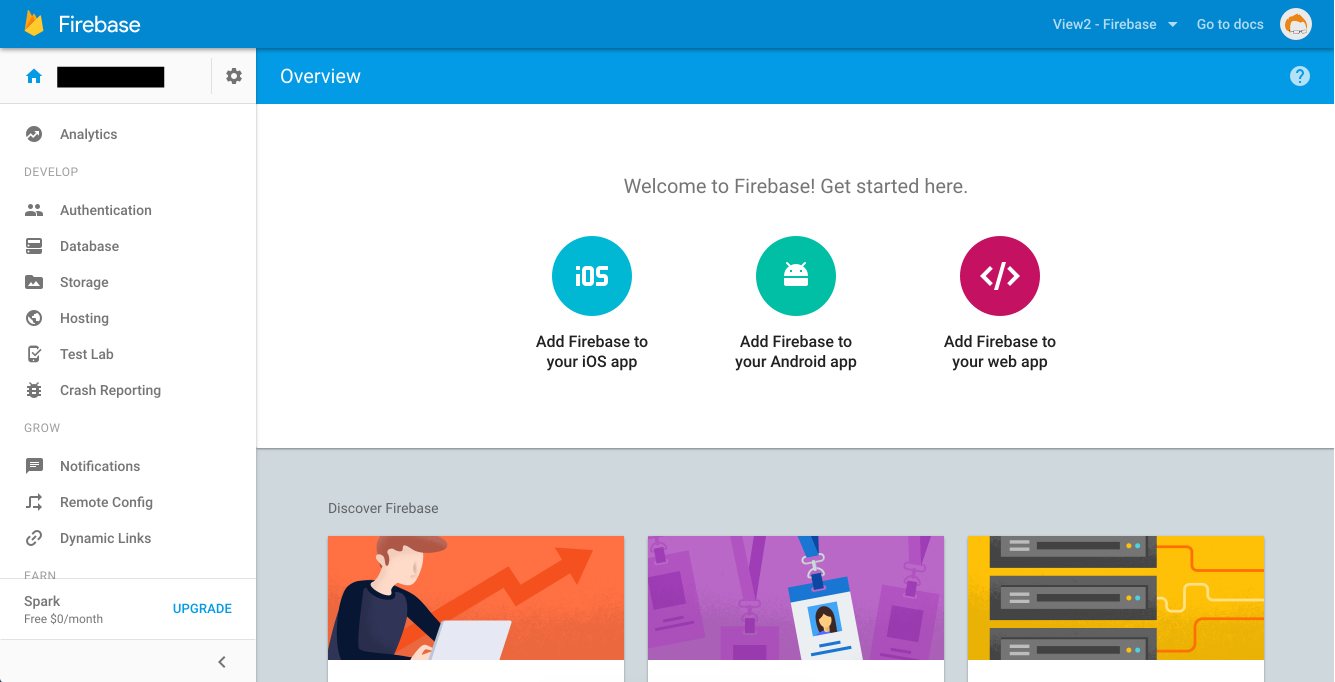 Firebase
View2 - Firebase
Go to docs
Overview
?
Analytics
DEVELOP
Authentication
Database
Storage
Hosting
Test Lab
Crash Reporting
GROW
Notifications
Remote Config
Dynamic Links
EARN
Spark
Free $0/month
UPGRADE
Welcome to Firebase! Get started here.
iOS
Add Firebase to
your iOS app
Add Firebase to
your Android app
</>
Add Firebase to
your web app
Discover Firebase